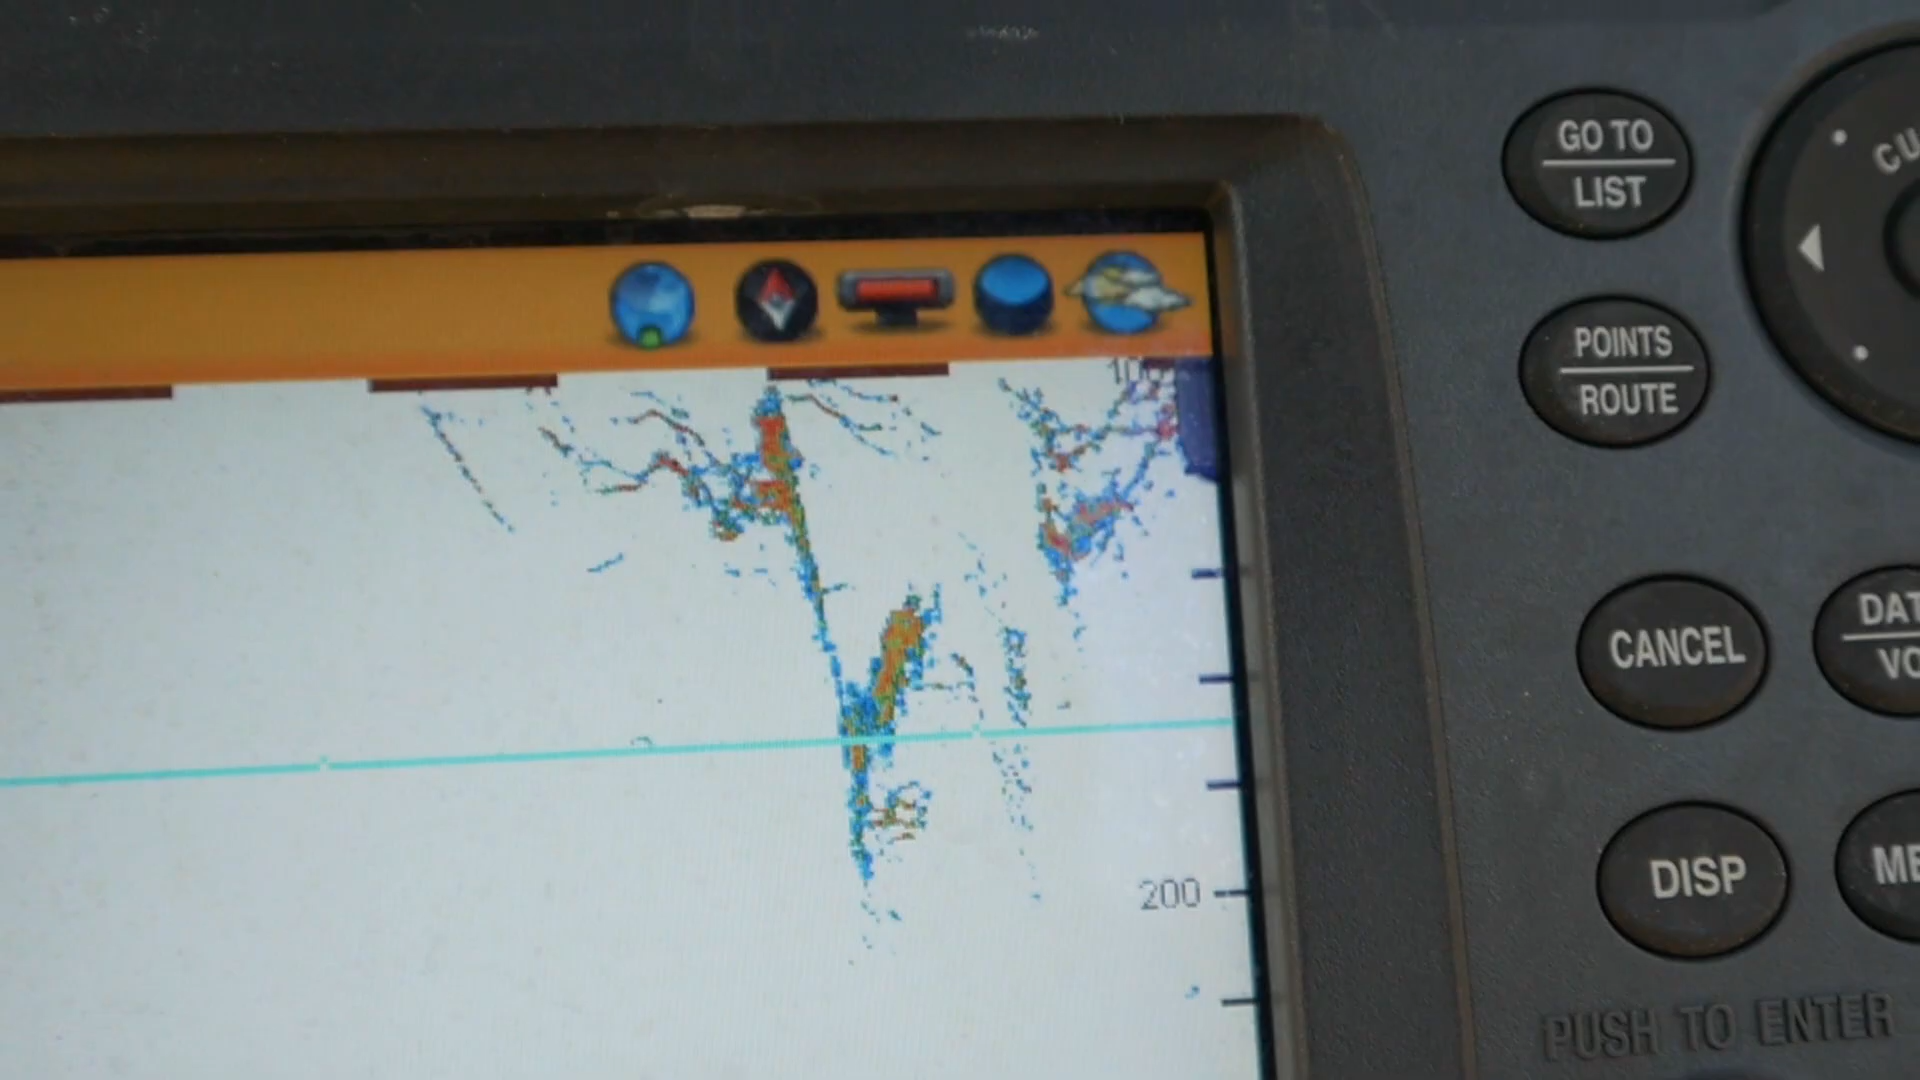 GO TO
LIST
POINTS
ROUTE
CANCEL
DISP
200
PUSH TO ENTER